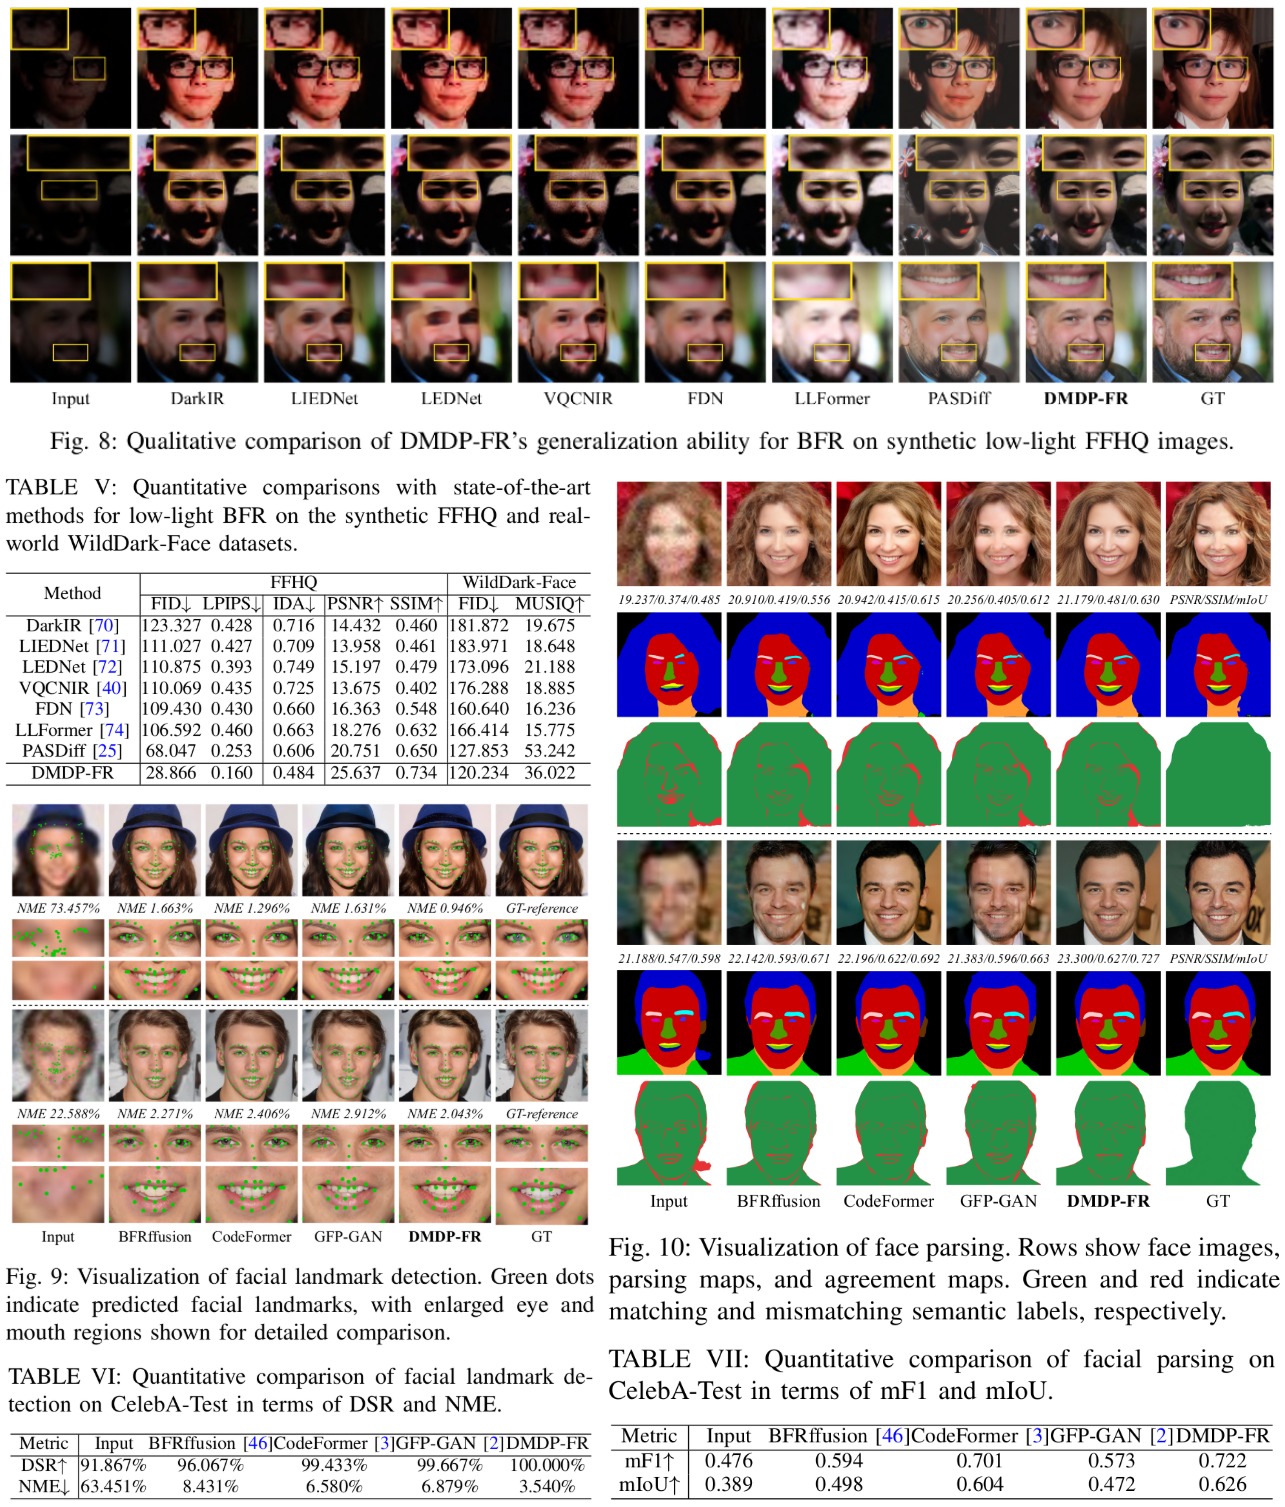 Input DarkIR LIEDNet LEDNet VQCNIR FDN LLFormer PASDiff DMDP-FR GT
Fig. 8: Qualitative comparison of DMDP-FR's generalization ability for BFR on synthetic low-light FFHQ images.
TABLE V: Quantitative comparisons with state-of-the-art
methods for low-light BFR on the synthetic FFHQ and real-
world WildDark-Face datasets.
Method FFHQ WildDark-Face
FID↓ LPIPS↓ IDA↓ PSNR↑ SSIM↑ FID↓ MUSIQ↑
DarkIR [70] 123.327 0.428 0.716 14.432 0.460 181.872 19.675
LIEDNet [71] 111.027 0.427 0.709 13.958 0.461 183.971 18.648
LEDNet [72] 110.875 0.393 0.749 15.197 0.479 173.096 21.188
VQCNIR [40] 110.069 0.435 0.725 13.675 0.402 176.288 18.885
FDN [73] 109.430 0.430 0.660 16.363 0.548 160.640 16.236
LLFormer [74] 106.592 0.460 0.663 18.276 0.632 166.414 15.775
PASDiff [25] 68.047 0.253 0.606 20.751 0.650 127.853 53.242
DMDP-FR 28.866 0.160 0.484 25.637 0.734 120.234 36.022
NME 73.457% NME 1.663% NME 1.296% NME 1.631% NME 0.946% GT-reference
NME 22.588% NME 2.271% NME 2.406% NME 2.912% NME 2.043% GT-reference
Input BFRffusion CodeFormer GFP-GAN DMDP-FR GT
Fig. 9: Visualization of facial landmark detection. Green dots
indicate predicted facial landmarks, with enlarged eye and
mouth regions shown for detailed comparison.
TABLE VI: Quantitative comparison of facial landmark de-
tection on CelebA-Test in terms of DSR and NME.
Metric Input BFRffusion [46] CodeFormer [3] GFP-GAN [2] DMDP-FR
DSR↑ 91.867% 96.067% 99.433% 99.667% 100.000%
NME↓ 63.451% 8.431% 6.580% 6.879% 3.540%
19.237/0.374/0.485 20.910/0.419/0.556 20.942/0.415/0.615 20.256/0.405/0.612 21.179/0.481/0.630 PSNR/SSIM/mIoU
21.188/0.547/0.598 22.142/0.593/0.671 22.196/0.622/0.692 21.383/0.596/0.663 23.300/0.627/0.727 PSNR/SSIM/mIoU
Input BFRffusion CodeFormer GFP-GAN DMDP-FR GT
Fig. 10: Visualization of face parsing. Rows show face images,
parsing maps, and agreement maps. Green and red indicate
matching and mismatching semantic labels, respectively.
TABLE VII: Quantitative comparison of facial parsing on
CelebA-Test in terms of mF1 and mIoU.
Metric Input BFRffusion [46] CodeFormer [3] GFP-GAN [2] DMDP-FR
mF1↑ 0.476 0.594 0.701 0.573 0.722
mIoU↑ 0.389 0.498 0.604 0.472 0.626